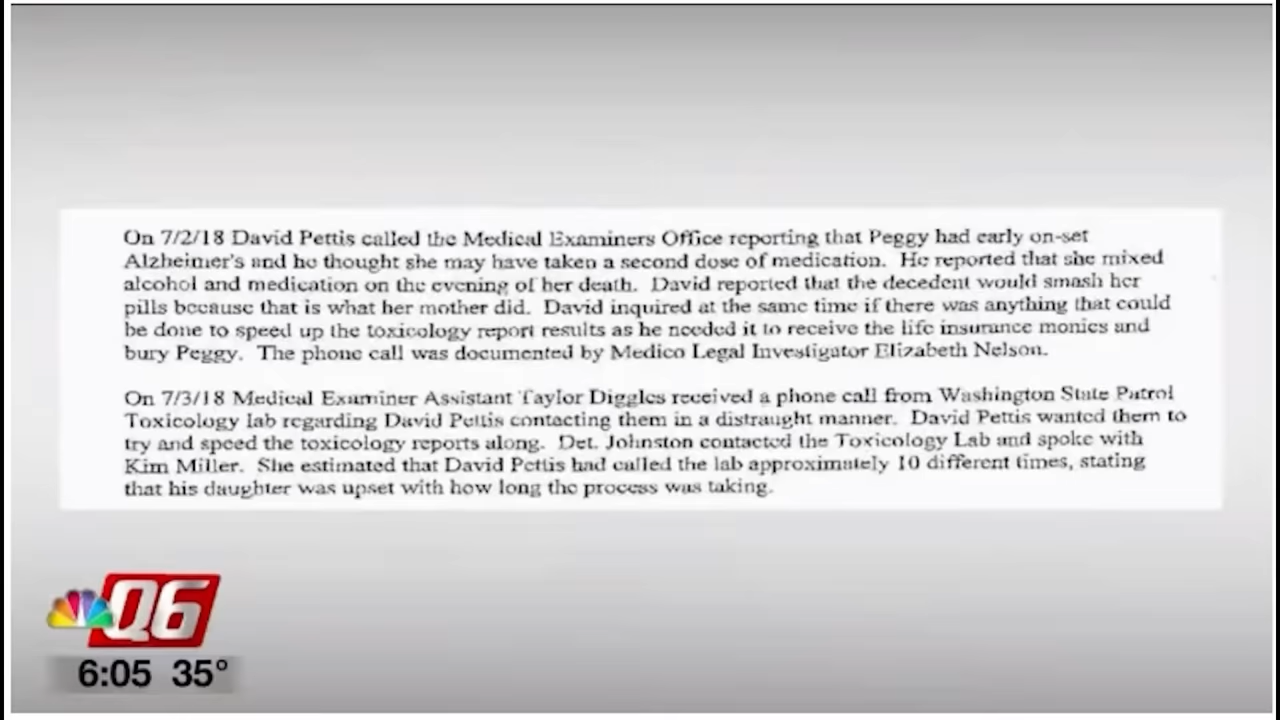 On 7/2/18 David Pettis called the Medical Examiners Office reporting that Peggy had early on-set
Alzheimer's and he thought she may have taken a second dose of medication. He reported that she mixed
alcohol and medication on the evening of her death. David reported that the decedent would smash her
pills because that is what her mother did. David inquired at the same time if there was anything that could
be done to speed up the toxicology report results as he needed it to receive the life insurance monies and
bury Peggy. The phone call was documented by Medico Legal Investigator Elizabeth Nelson.
On 7/3/18 Medical Examiner Assistant Taylor Diggles received a phone call from Washington State Patrol
Toxicology lab regarding David Pettis contacting them in a distraught manner. David Pettis wanted them to
try and speed the toxicology reports along. Det. Johnston contacted the Toxicology Lab and spoke with
Kim Miller. She estimated that David Pettis had called the lab approximately 10 different times, stating
that his daughter was upset with how long the process was taking.
Q6
6:05 35°